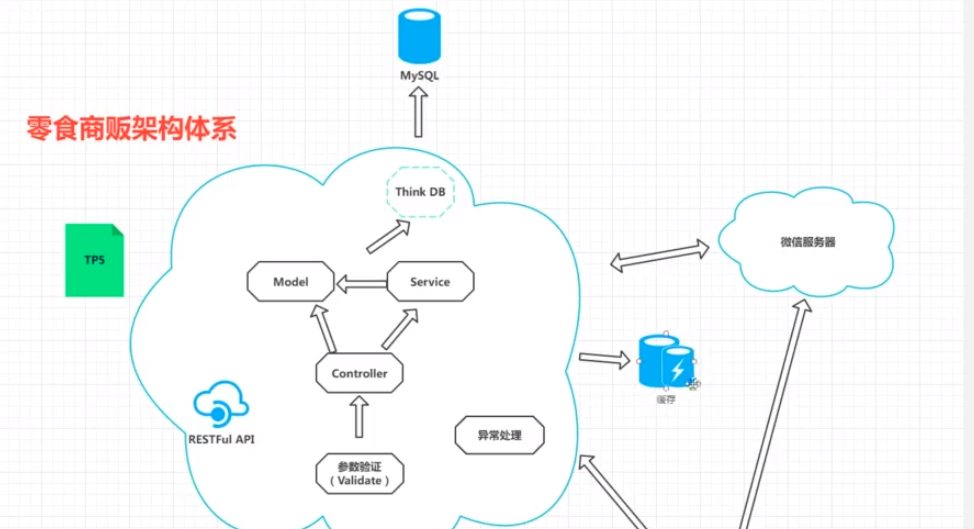 MySQL
零食商贩架构体系
Think DB
TP5
微信服务器
Model
Service
Controller
缓存
RESTFul API
异常处理
参数验证
（Validate）